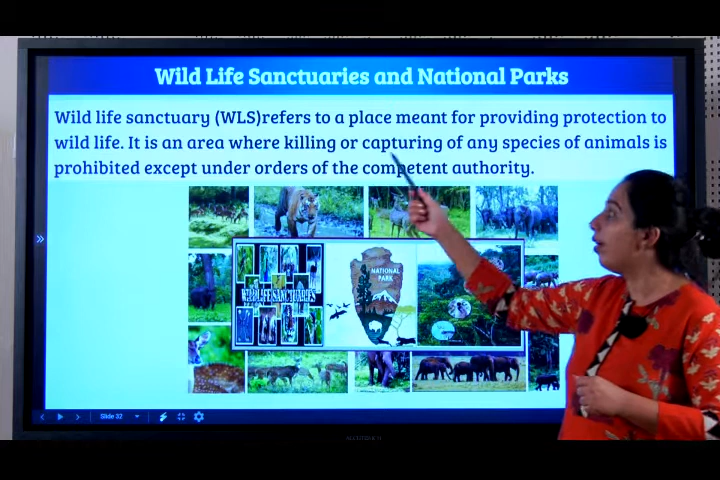 Wild Life Sanctuaries and National Parks
Wild life sanctuary (WLS)refers to a place meant for providing protection to
wild life. It is an area where killing or capturing of any species of animals is
prohibited except under orders of the competent authority.
WILDLIFE SANCTUARIES
NATIONAL
PARK
Slide 32